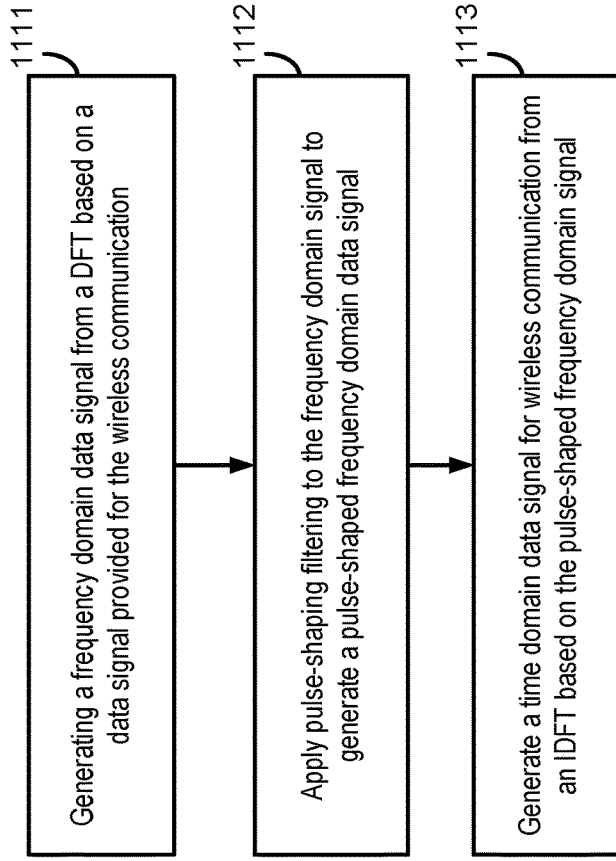 1111
Generating a frequency domain data signal from a DFT based on a
data signal provided for the wireless communication
1112
Apply pulse-shaping filtering to the frequency domain signal to
generate a pulse-shaped frequency domain data signal
1113
Generate a time domain data signal for wireless communication from
an IDFT based on the pulse-shaped frequency domain signal